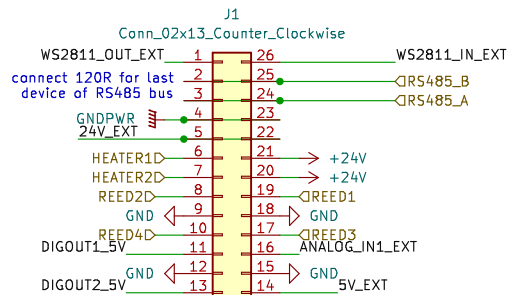 J1
Conn_02x13_Counter_Clockwise
WS2811_OUT_EXT 1 26 WS2811_IN_EXT
connect 120R for last 2 25 RS485_B
device of RS485 bus 3 24 RS485_A
GNDPWR 4 23
24V_EXT 5 22
HEATER1 6 21 +24V
HEATER2 7 20 +24V
REED2 8 19 REED1
GND 9 18 GND
REED4 10 17 REED3
DIGOUT1_5V 11 16 ANALOG_IN1_EXT
GND 12 15 GND
DIGOUT2_5V 13 14 5V_EXT